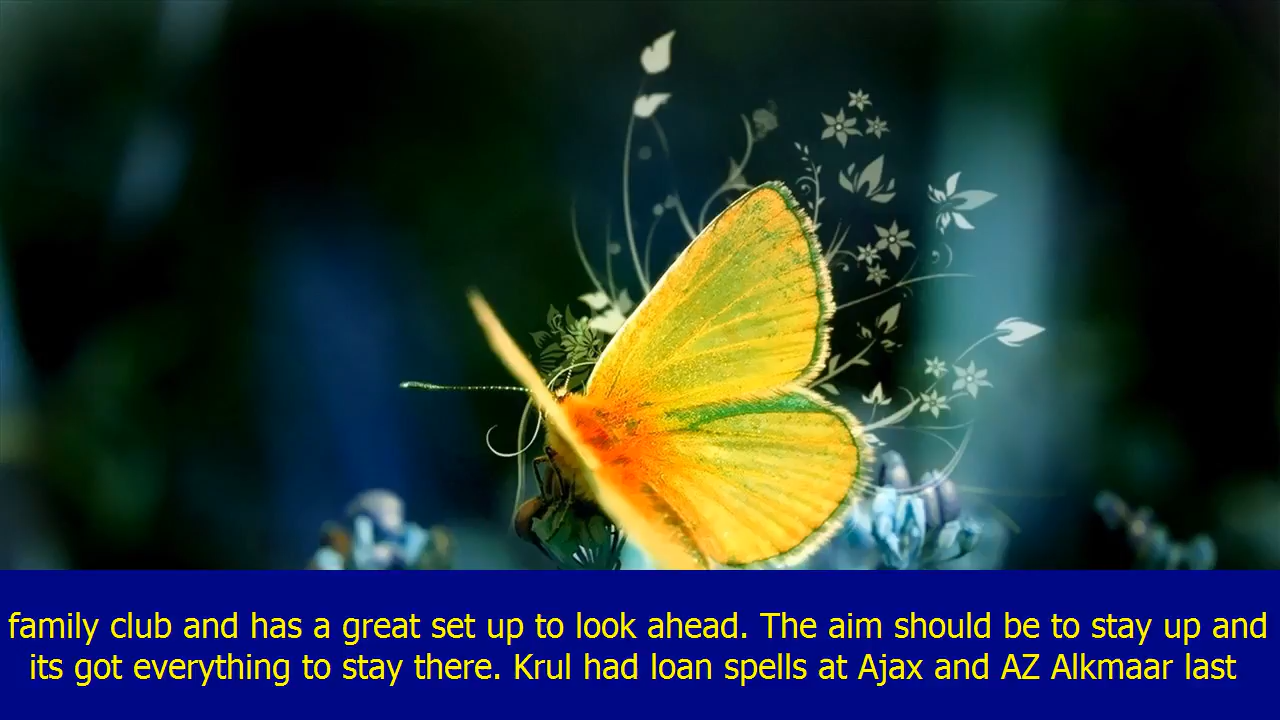 family club and has a great set up to look ahead. The aim should be to stay up and
its got everything to stay there. Krul had loan spells at Ajax and AZ Alkmaar last